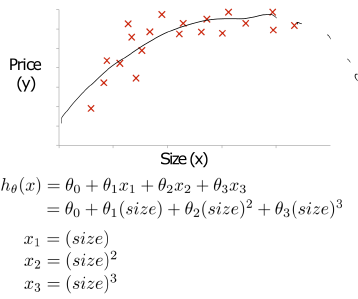 Price
(y)
Size (x)
h_θ(x) = θ₀ + θ₁x₁ + θ₂x₂ + θ₃x₃
= θ₀ + θ₁(size) + θ₂(size)² + θ₃(size)³
x₁ = (size)
x₂ = (size)²
x₃ = (size)³